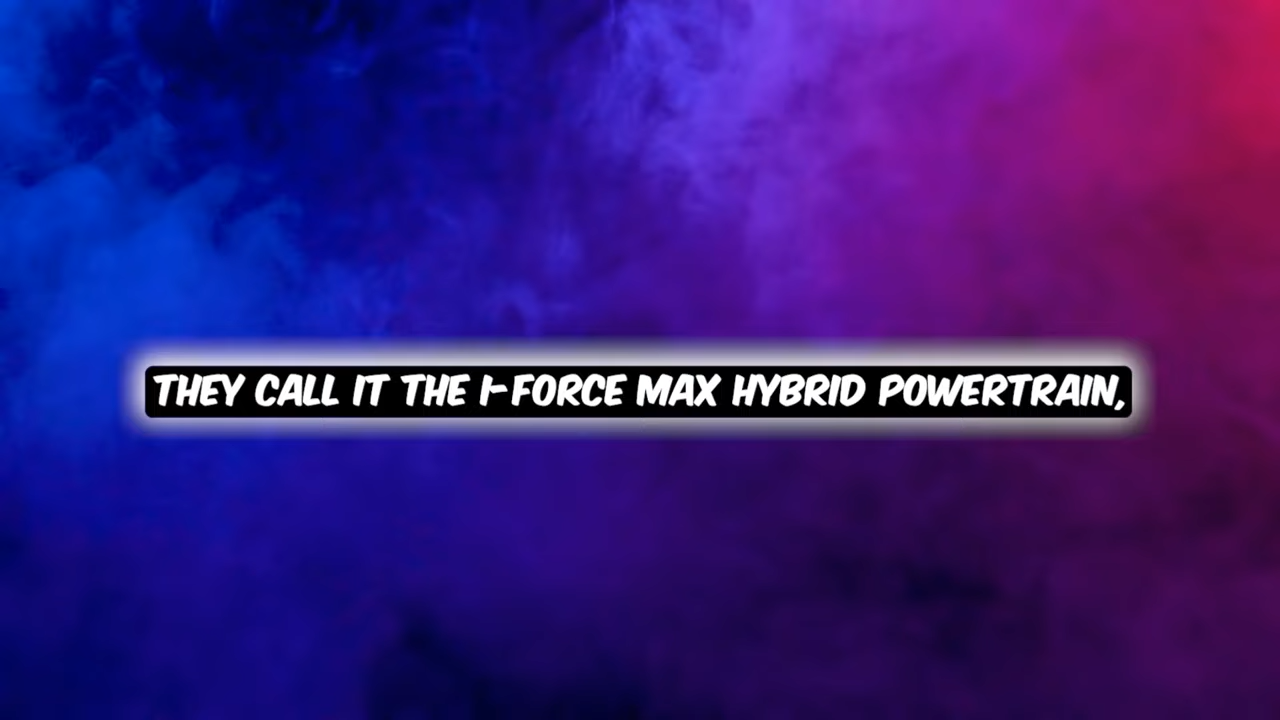 THEY CALL IT THE I-FORCE MAX HYBRID POWERTRAIN,